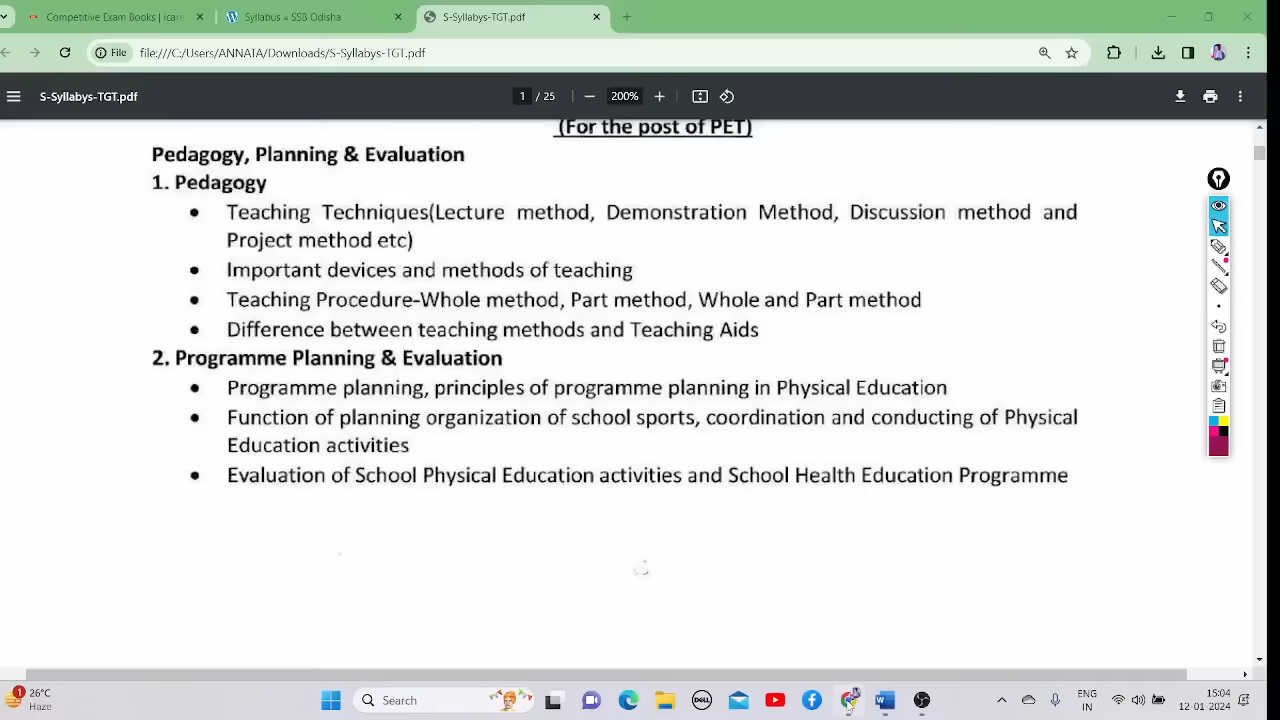 Competitive Exam Books | Icare
Syllabus « SSB Odisha
S-Syllabys-TGT.pdf
File
file:///C:/Users/ANNATA/Downloads/S-Syllabys-TGT.pdf
S-Syllabys-TGT.pdf
1 / 25
200%
(For the post of PET)
Pedagogy, Planning & Evaluation
1. Pedagogy
• Teaching Techniques(Lecture method, Demonstration Method, Discussion method and
Project method etc)
• Important devices and methods of teaching
• Teaching Procedure-Whole method, Part method, Whole and Part method
• Difference between teaching methods and Teaching Aids
2. Programme Planning & Evaluation
• Programme planning, principles of programme planning in Physical Education
• Function of planning organization of school sports, coordination and conducting of Physical
Education activities
• Evaluation of School Physical Education activities and School Health Education Programme
1
26°C
Haze
Search
DELL
ENG
IN
15:04
12-01-2024